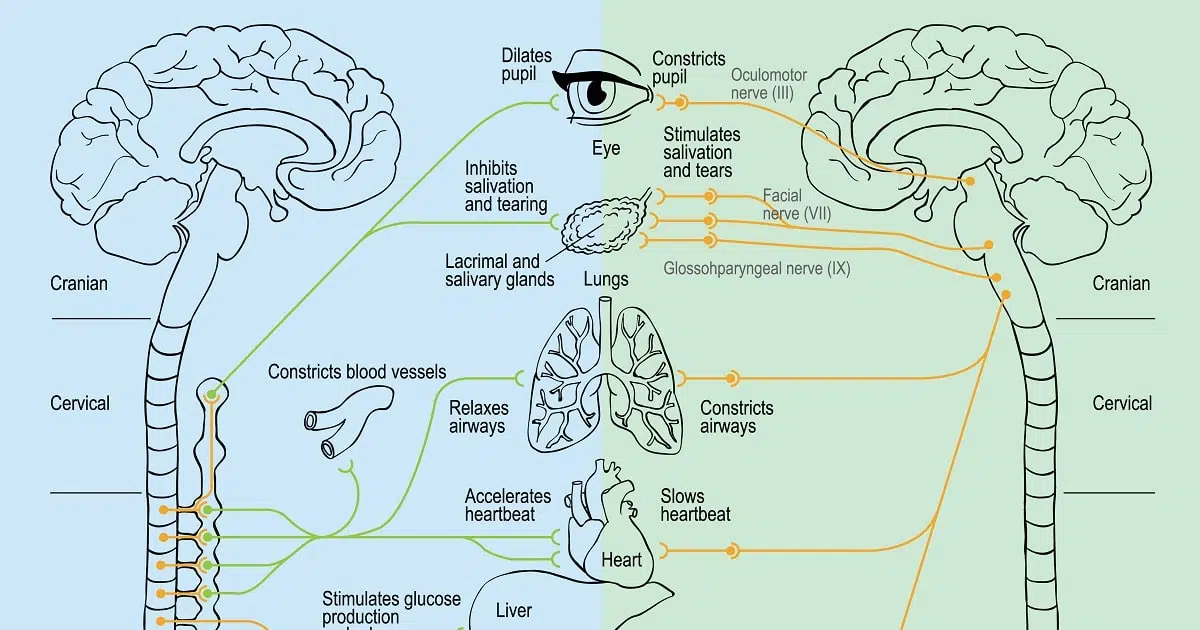 Dilates
pupil
Constricts
pupil
Oculomotor
nerve (III)
Eye
Stimulates
salivation
and tears
Inhibits
salivation
and tearing
Facial
nerve (VII)
Lacrimal and
salivary glands
Lungs
Glossohparyngeal nerve (IX)
Cranian
Cranian
Constricts blood vessels
Cervical
Relaxes
airways
Constricts
airways
Cervical
Accelerates
heartbeat
Slows
heartbeat
Heart
Stimulates glucose
production
Liver